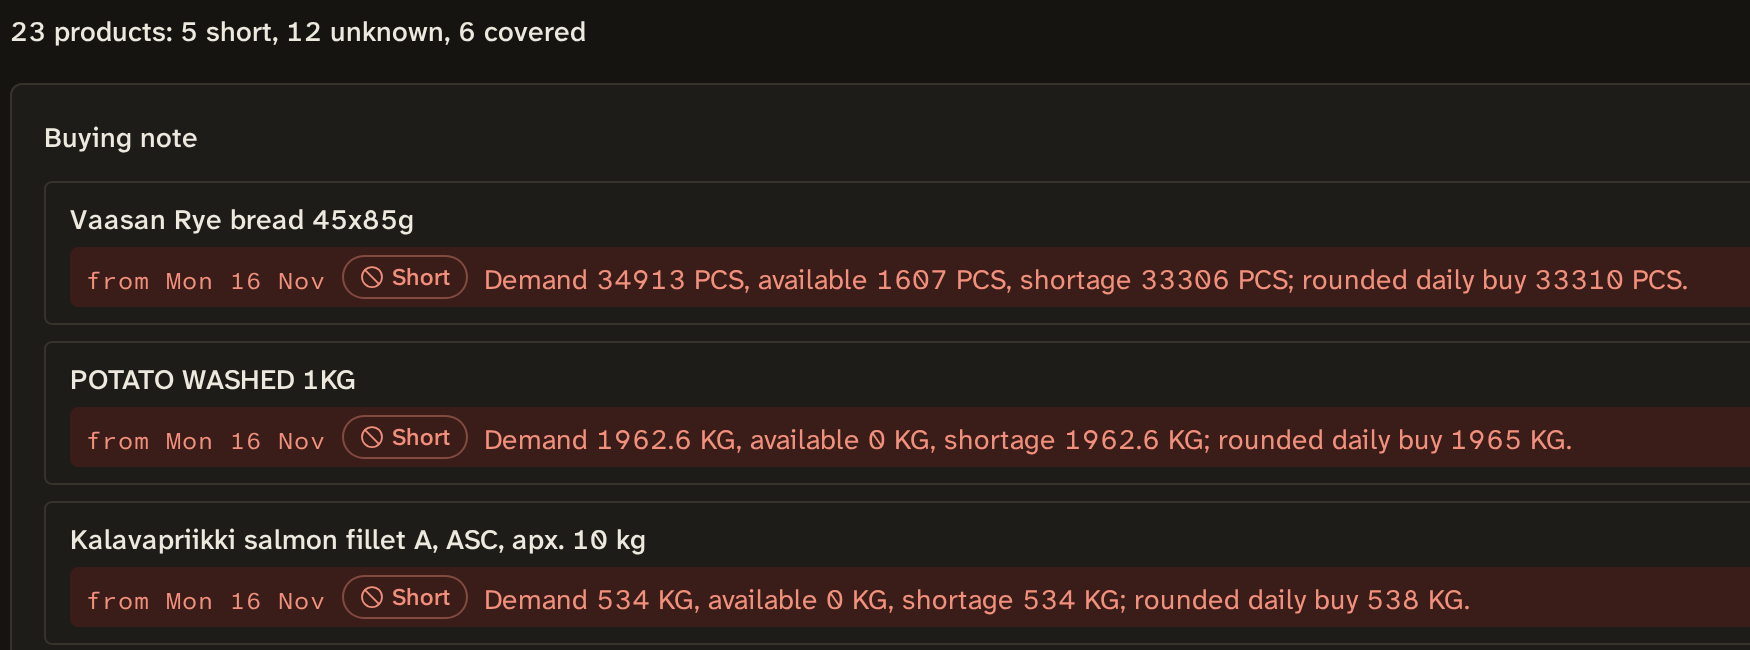 23 products: 5 short, 12 unknown, 6 covered
Buying note
Vaasan Rye bread 45x85g
from Mon 16 Nov Short Demand 34913 PCS, available 1607 PCS, shortage 33306 PCS; rounded daily buy 33310 PCS.
POTATO WASHED 1KG
from Mon 16 Nov Short Demand 1962.6 KG, available 0 KG, shortage 1962.6 KG; rounded daily buy 1965 KG.
Kalavapriikki salmon fillet A, ASC, apx. 10 kg
from Mon 16 Nov Short Demand 534 KG, available 0 KG, shortage 534 KG; rounded daily buy 538 KG.